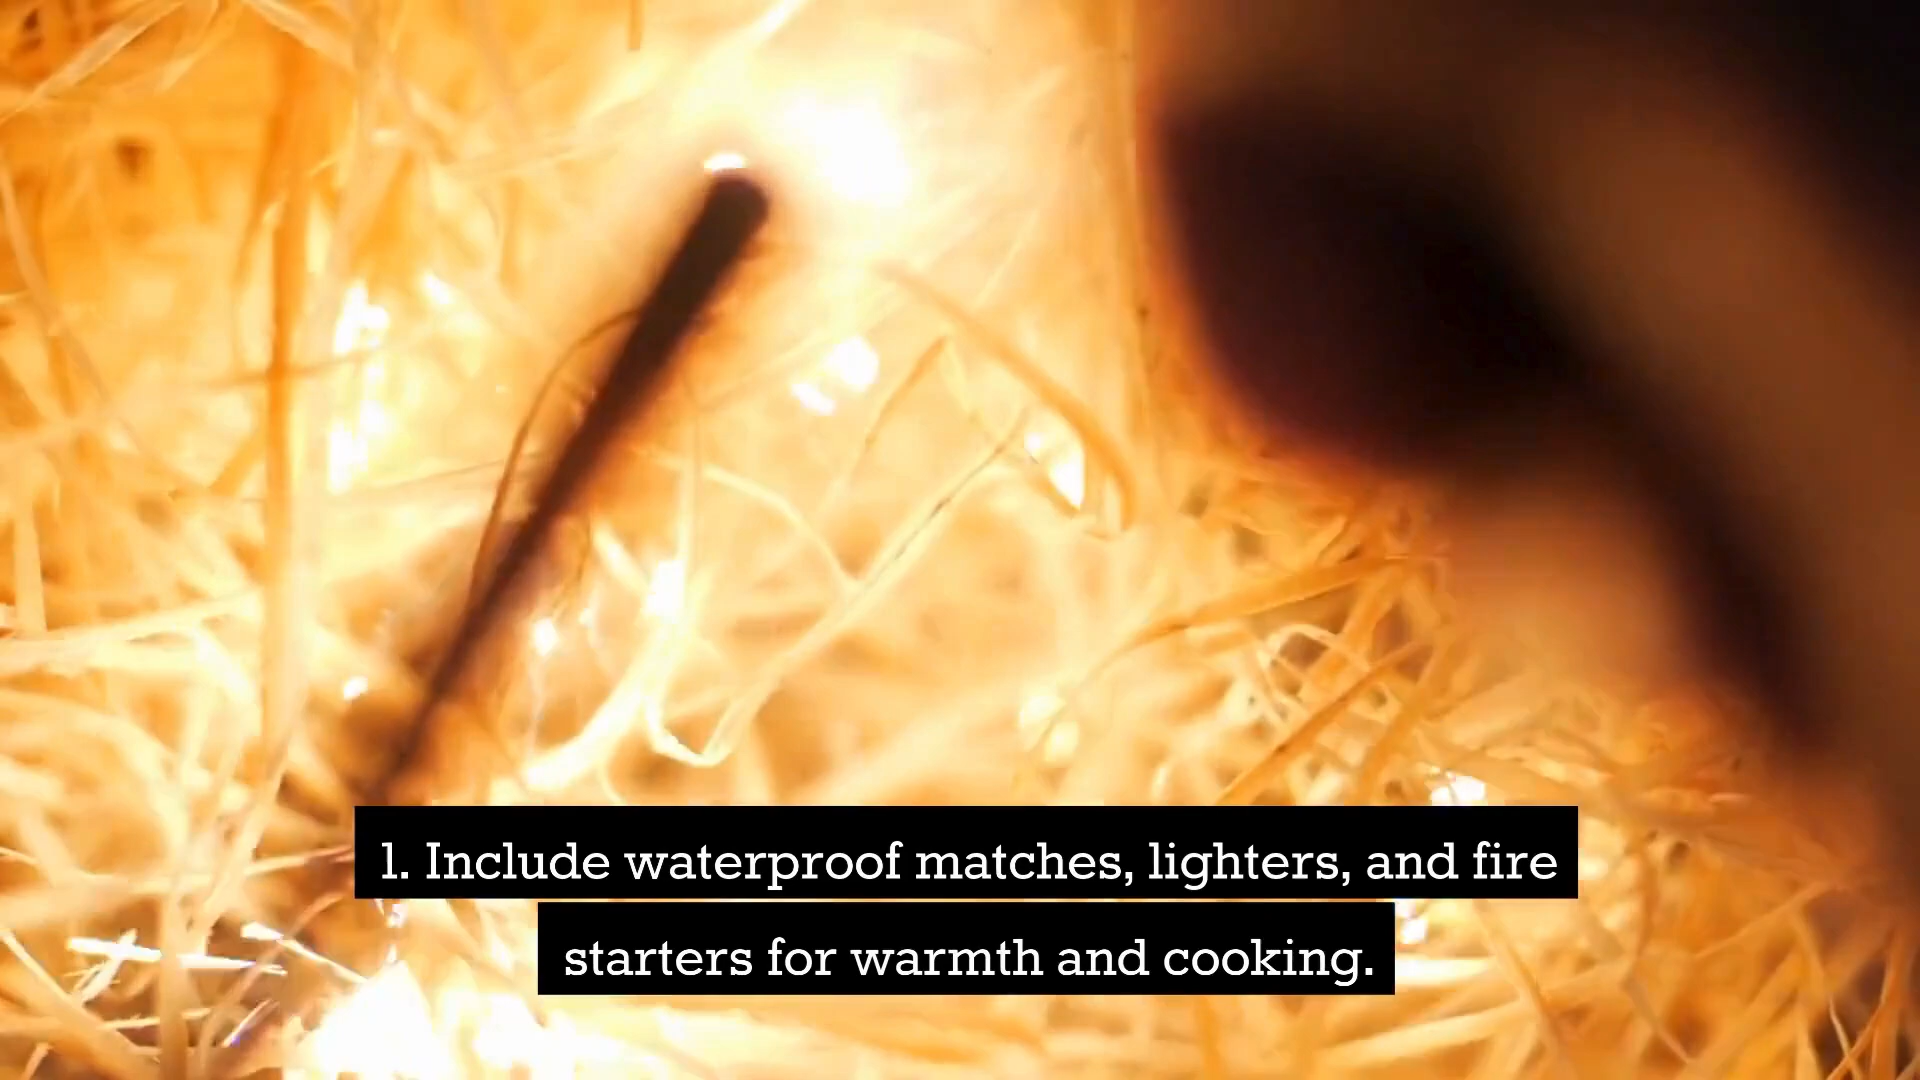 1. Include waterproof matches, lighters, and fire
starters for warmth and cooking.